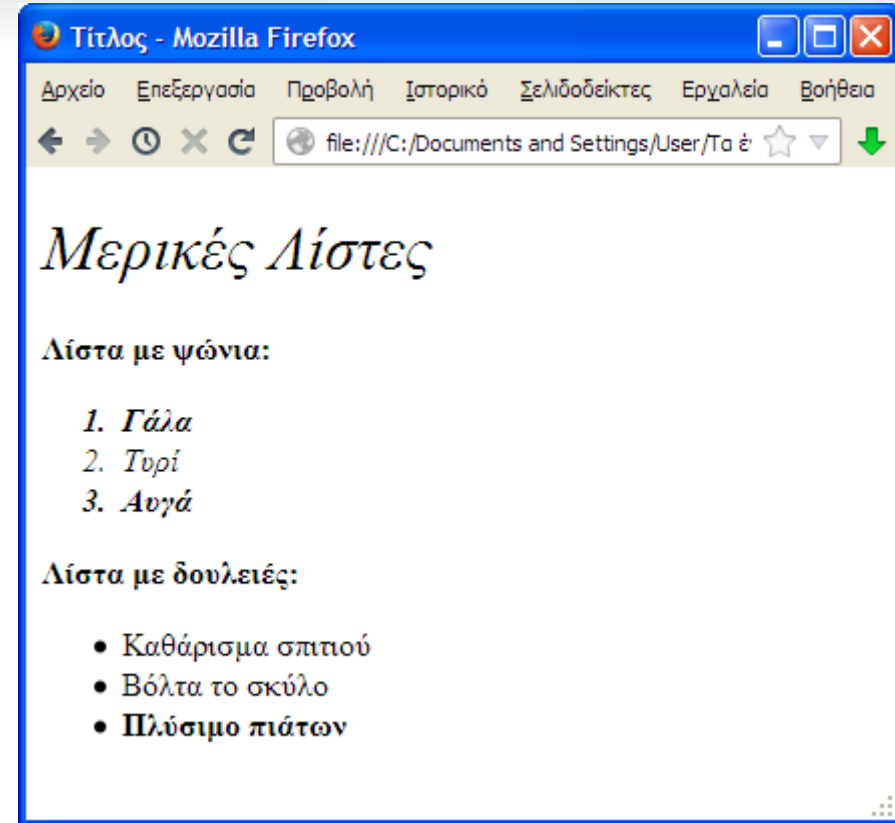 Τίτλος - Mozilla Firefox
Αρχείο Επεξεργασία Προβολή Ιστορικό Σελιδοδείκτες Εργαλεία Βοήθεια
file:///C:/Documents and Settings/User/Τα έ
Μερικές Λίστες
Λίστα με ψώνια:
1. Γάλα
2. Τυρί
3. Αυγά
Λίστα με δουλειές:
• Καθάρισμα σπιτιού
• Βόλτα το σκύλο
• Πλύσιμο πιάτων